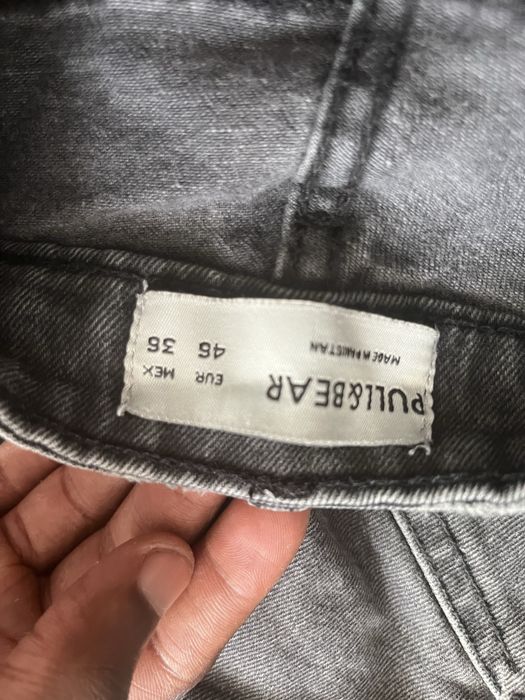 PULL&BEAR
MADE IN PAKISTAN
EUR MEX
46 36